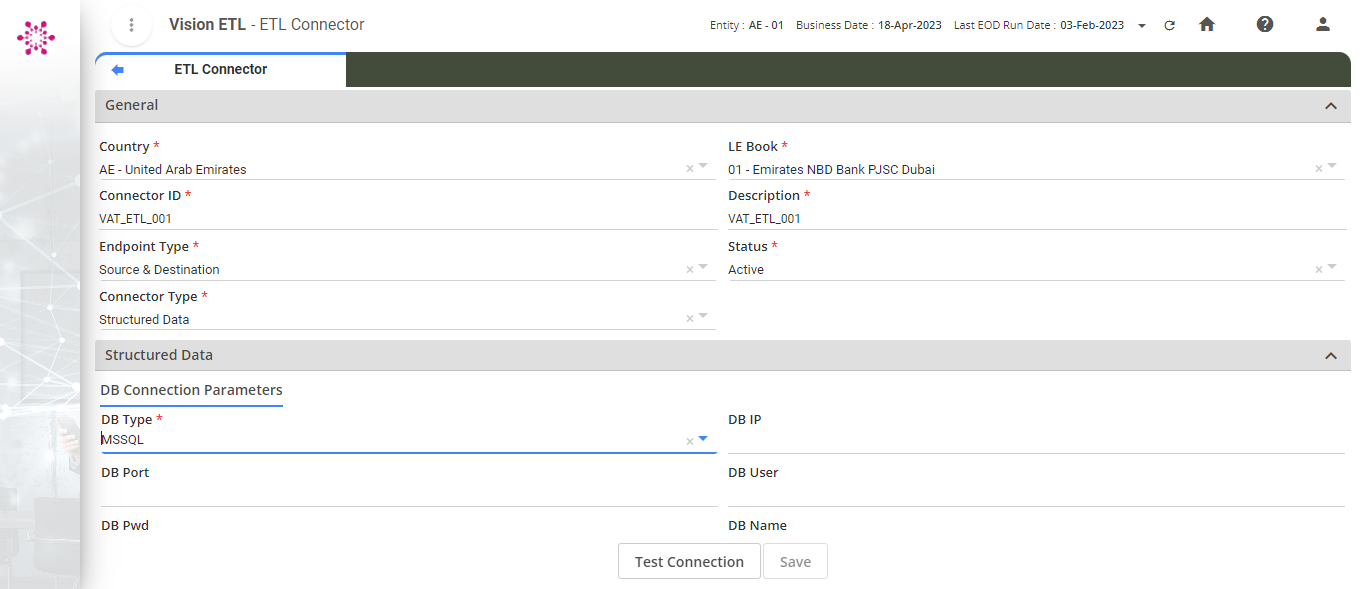 Vision ETL - ETL Connector
Entity : AE - 01 Business Date : 18-Apr-2023 Last EOD Run Date : 03-Feb-2023
ETL Connector
General
Country * LE Book *
AE - United Arab Emirates 01 - Emirates NBD Bank PJSC Dubai
Connector ID * Description *
VAT_ETL_001 VAT_ETL_001
Endpoint Type * Status *
Source & Destination Active
Connector Type *
Structured Data
Structured Data
DB Connection Parameters
DB Type * DB IP
MSSQL
DB Port DB User
DB Pwd DB Name
Test Connection Save